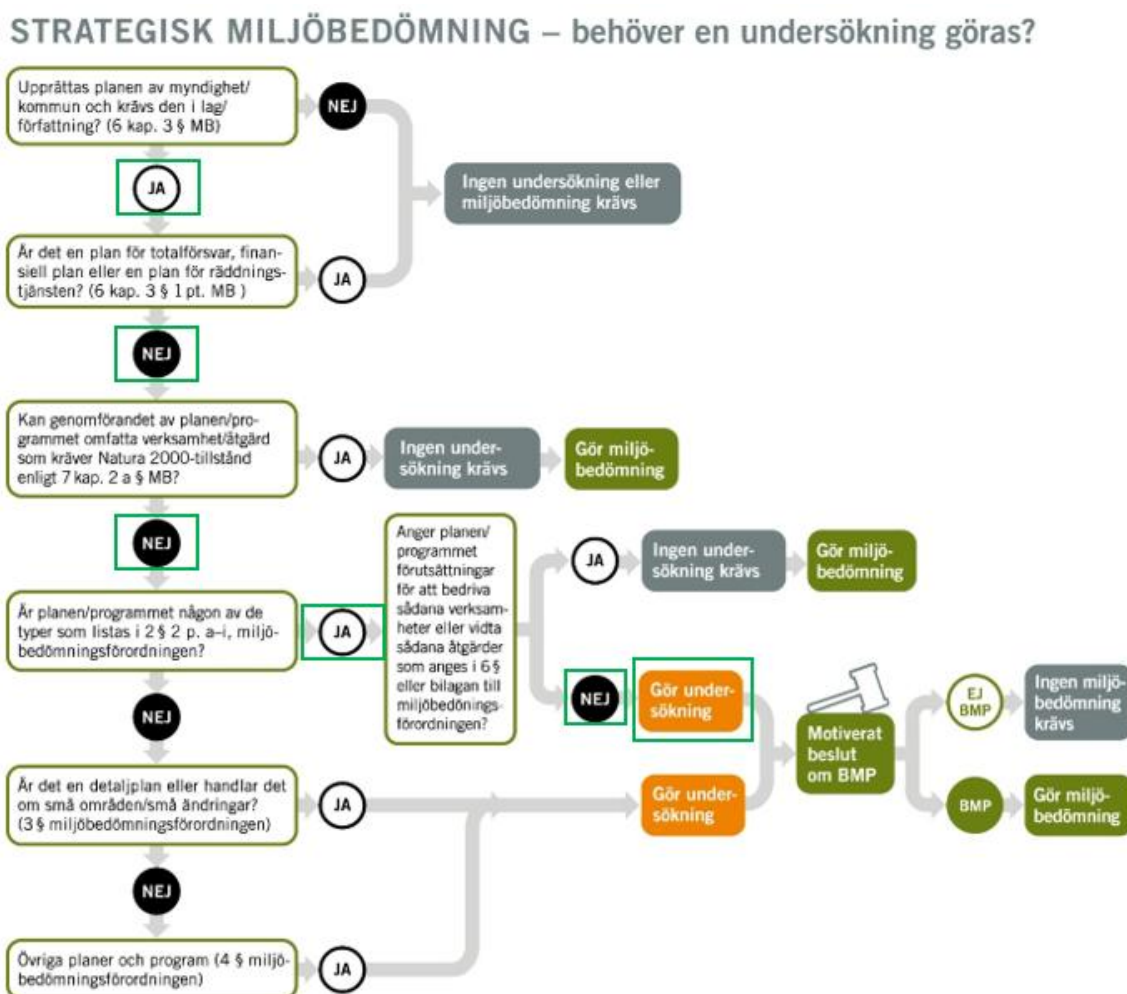 STRATEGISK MILJÖBEDÖMNING – behöver en undersökning göras?
Upprättas planen av myndighet/
kommun och krävs den i lag/
författning? (6 kap. 3 § MB)
NEJ
JA
Ingen undersökning eller
miljöbedömning krävs
Är det en plan för totalförsvar, finan-
siell plan eller en plan för räddnings-
tjänsten? (6 kap. 3 § 1 pt. MB )
JA
NEJ
Kan genomförandet av planen/pro-
grammet omfatta verksamhet/åtgärd
som kräver Natura 2000-tillstånd
enligt 7 kap. 2 a § MB?
JA
Ingen under-
sökning krävs
Gör miljö-
bedömning
NEJ
Är planen/programmet någon av de
typer som listas i 2 § 2 p. a–i, miljö-
bedömningsförordningen?
JA
Anger planen/
programmet
förutsättningar
för att bedriva
sådana verksam-
heter eller vidta
sådana åtgärder
som anges i 6 §
eller bilagan till
miljöbedönings-
förordningen?
JA
Ingen under-
sökning krävs
Gör miljö-
bedömning
NEJ
Gör under-
sökning
Motiverat
beslut
om BMP
EJ
BMP
Ingen miljö-
bedömning
krävs
BMP
Gör miljö-
bedömning
NEJ
Är det en detaljplan eller handlar det
om små områden/små ändringar?
(3 § miljöbedömningsförordningen)
JA
Gör under-
sökning
NEJ
Övriga planer och program (4 § miljö-
bedömningsförordningen)
JA